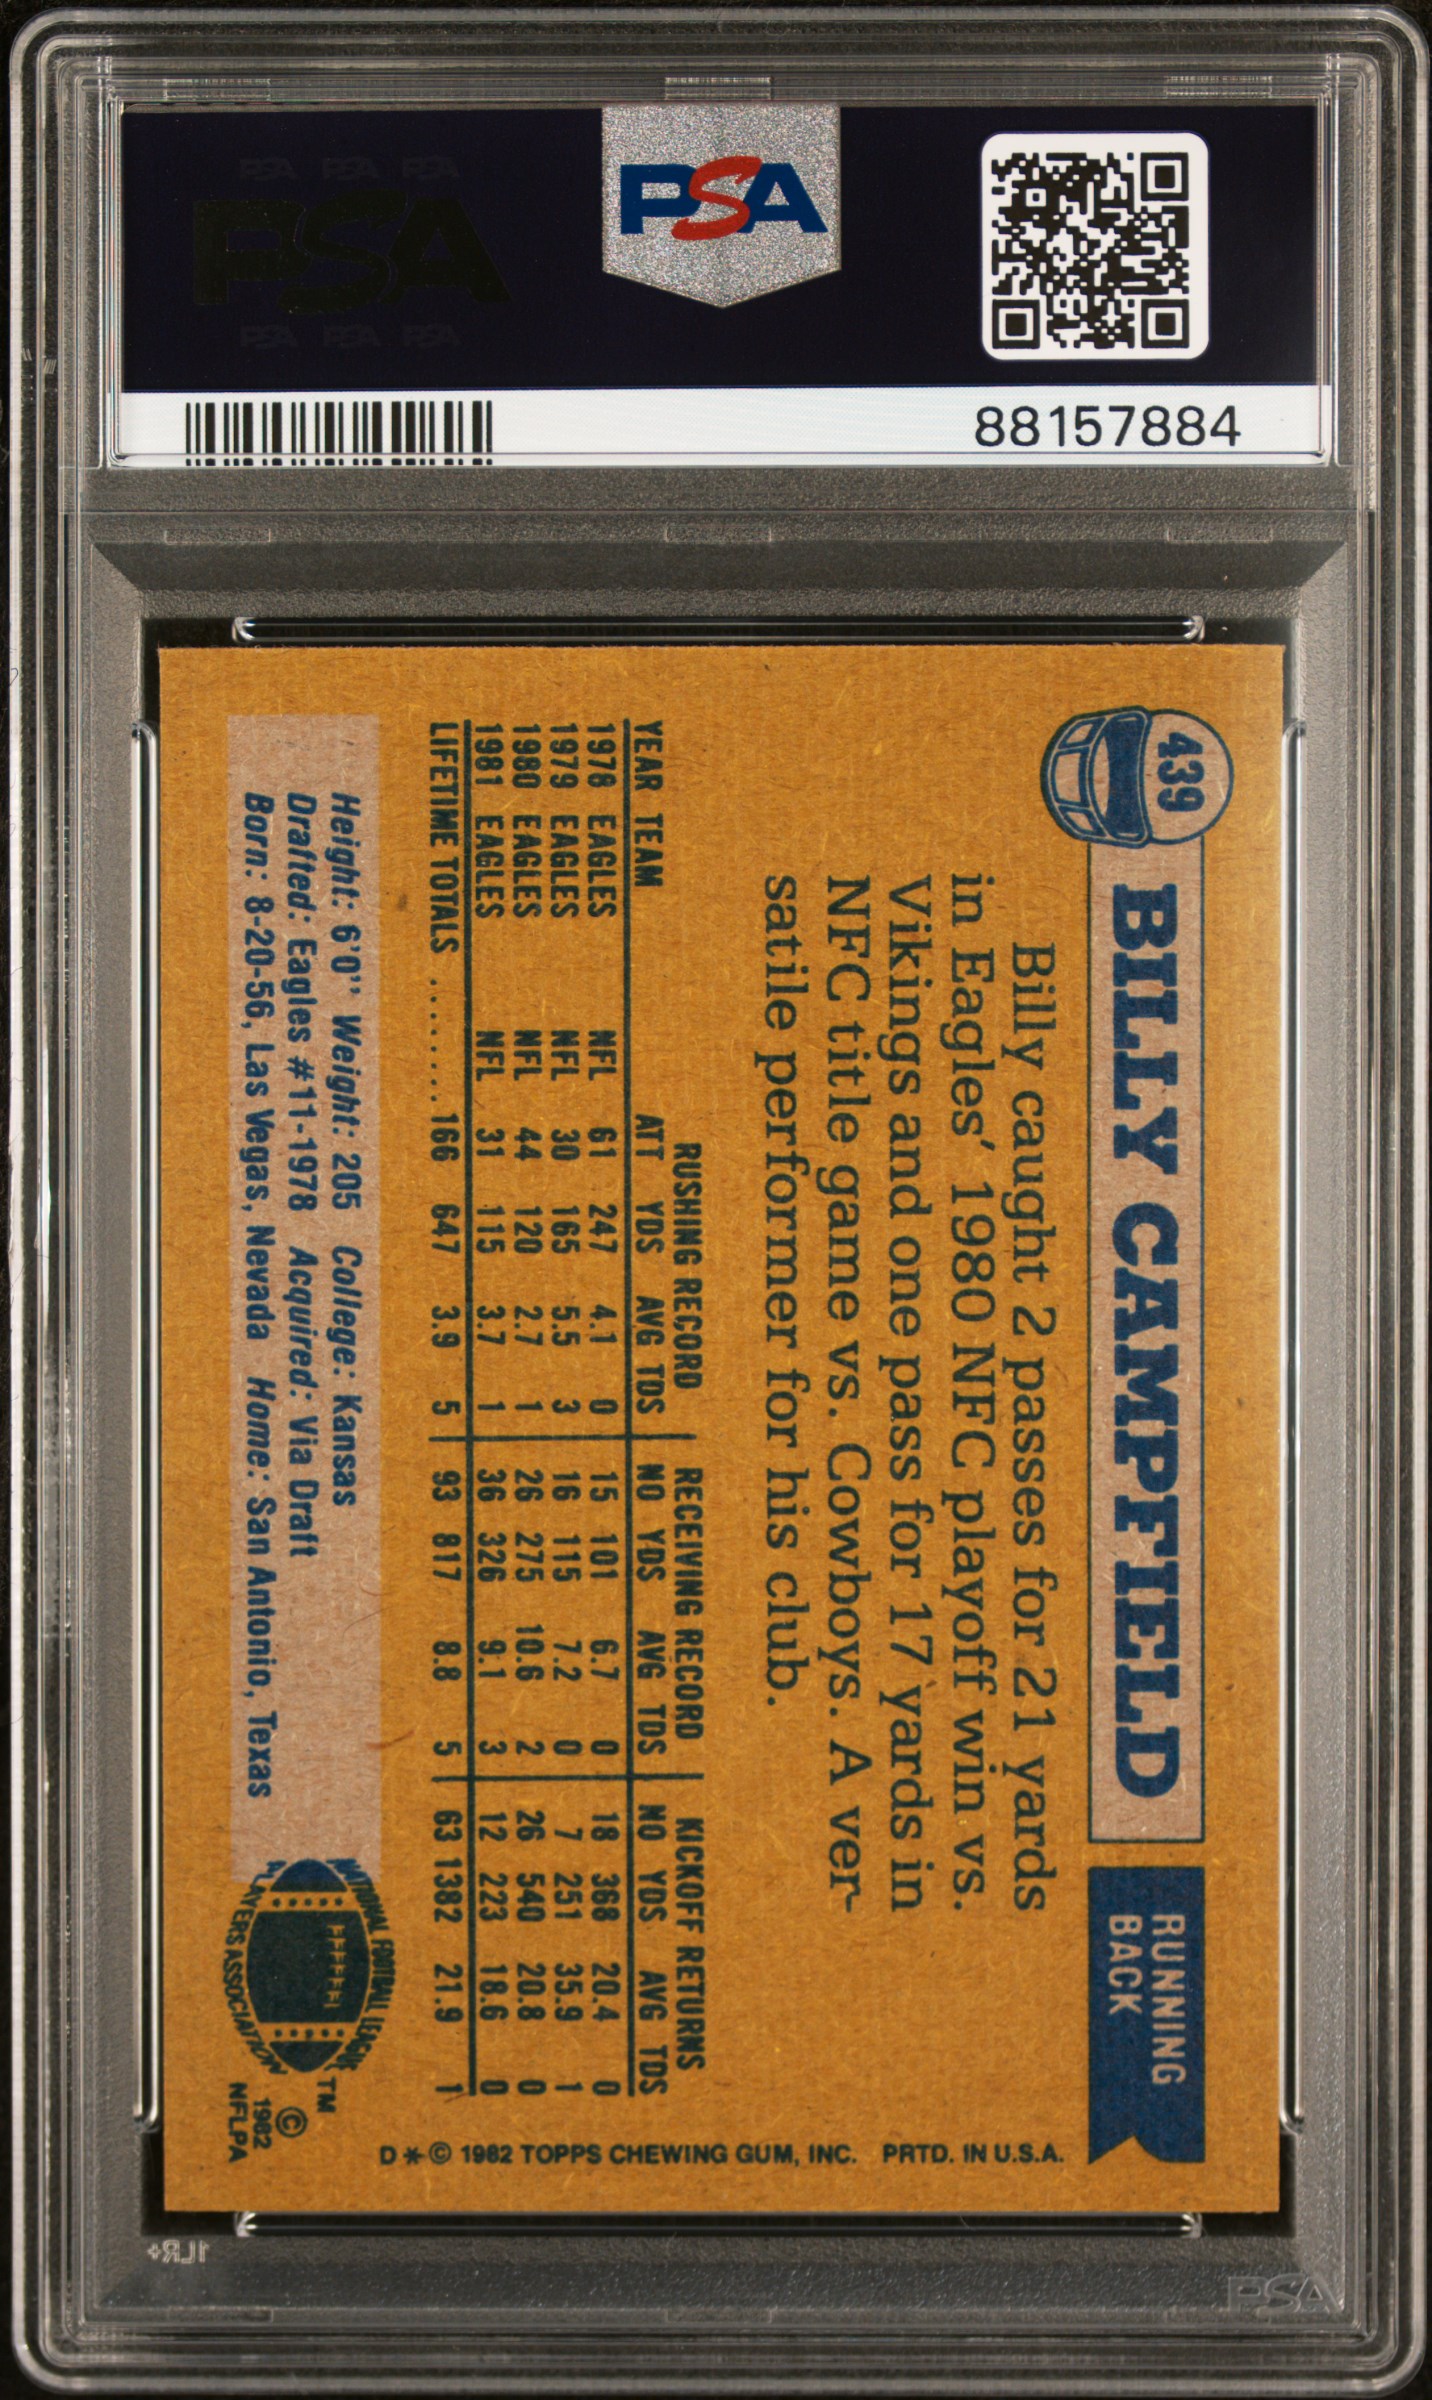 PSA PSA PSA
PSA
PSA PSA PSA
PSA
88157884
439
BILLY CAMPFIELD
RUNNING
BACK
Billy caught 2 passes for 21 yards
in Eagles' 1980 NFC playoff win vs.
Vikings and one pass for 17 yards in
NFC title game vs. Cowboys. A ver-
satile performer for his club.
RUSHING RECORD RECEIVING RECORD KICKOFF RETURNS
YEAR TEAM ATT YDS AVG TDS NO YDS AVG TDS NO YDS AVG TDS
1978 EAGLES NFL 61 247 4.1 0 15 101 6.7 0 18 368 20.4 0
1979 EAGLES NFL 30 165 5.5 3 16 115 7.2 0 7 251 35.9 1
1980 EAGLES NFL 44 120 2.7 1 26 275 10.6 2 26 540 20.8 0
1981 EAGLES NFL 31 115 3.7 1 36 326 9.1 3 12 223 18.6 0
LIFETIME TOTALS ........ 166 647 3.9 5 93 817 8.8 5 63 1382 21.9 1
Height: 6'0" Weight: 205 College: Kansas
Drafted: Eagles #11-1978 Acquired: Via Draft
Born: 8-20-56, Las Vegas, Nevada Home: San Antonio, Texas
NATIONAL FOOTBALL LEAGUE
PLAYERS ASSOCIATION
TM
©
1982
NFLPA
D*© 1982 TOPPS CHEWING GUM, INC. PRTD. IN U.S.A.
1LR+
PSA